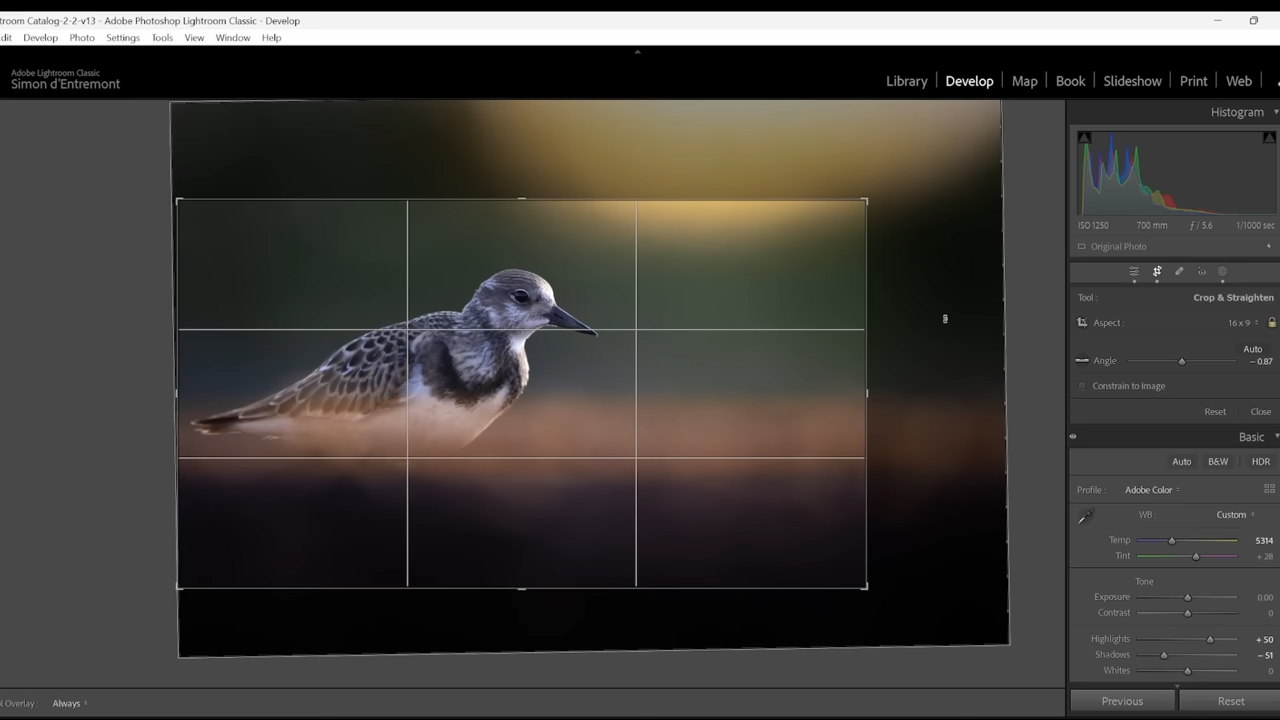 troom Catalog-2-2-v13 - Adobe Photoshop Lightroom Classic - Develop
dit Develop Photo Settings Tools View Window Help
Adobe Lightroom Classic
Simon d'Entremont
Library Develop Map Book Slideshow Print Web
Histogram
ISO 1250 700 mm ƒ / 5.6 1/1000 sec
Original Photo
Tool : Crop & Straighten
Aspect : 16 x 9
Auto
Angle – 0.87
Constrain to Image
Reset Close
Basic
Auto B&W HDR
Profile : Adobe Color
WB : Custom
Temp 5314
Tint + 28
Tone
Exposure 0.00
Contrast 0
Highlights + 50
Shadows – 51
Whites 0
Previous Reset
l Overlay : Always